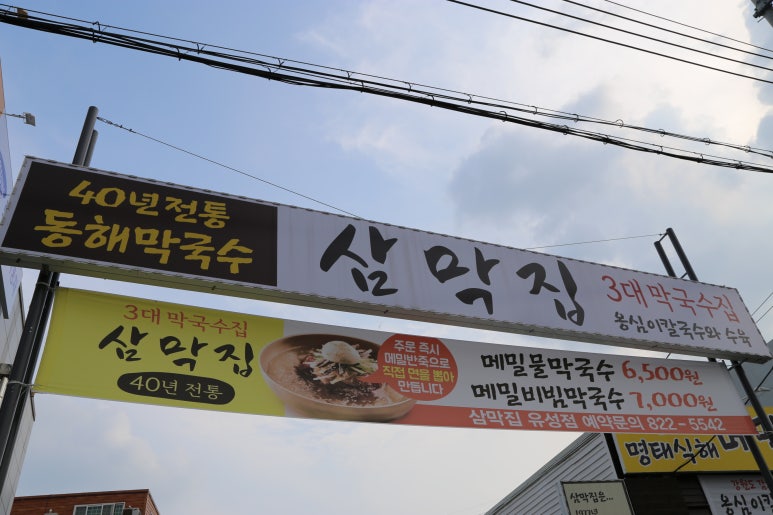 40년전통
동해막국수
삼막집
3대막국수집
옹심이칼국수와 수육
3대 막국수집
삼막집
40년 전통
주문 즉시
메밀반죽으로
직접 면을 뽑아
만듭니다
메밀물막국수 6,500원
메밀비빔막국수 7,000원
삼막집 유성점 예약문의 822-5542
명태식해
강원도
옹심이
삼막집은...